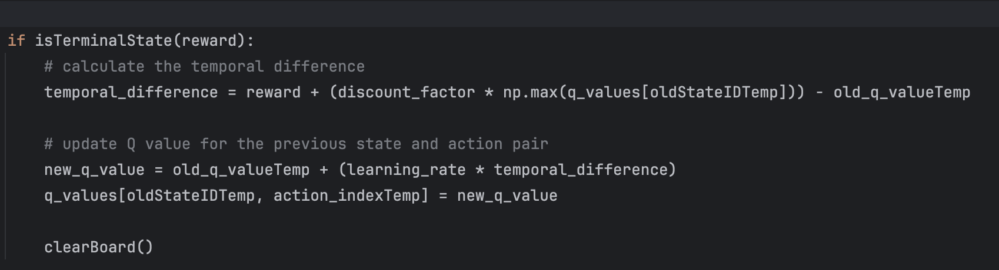 if isTerminalState(reward):
# calculate the temporal difference
temporal_difference = reward + (discount_factor * np.max(q_values[oldStateIDTemp])) - old_q_valueTemp
# update Q value for the previous state and action pair
new_q_value = old_q_valueTemp + (learning_rate * temporal_difference)
q_values[oldStateIDTemp, action_indexTemp] = new_q_value
clearBoard()